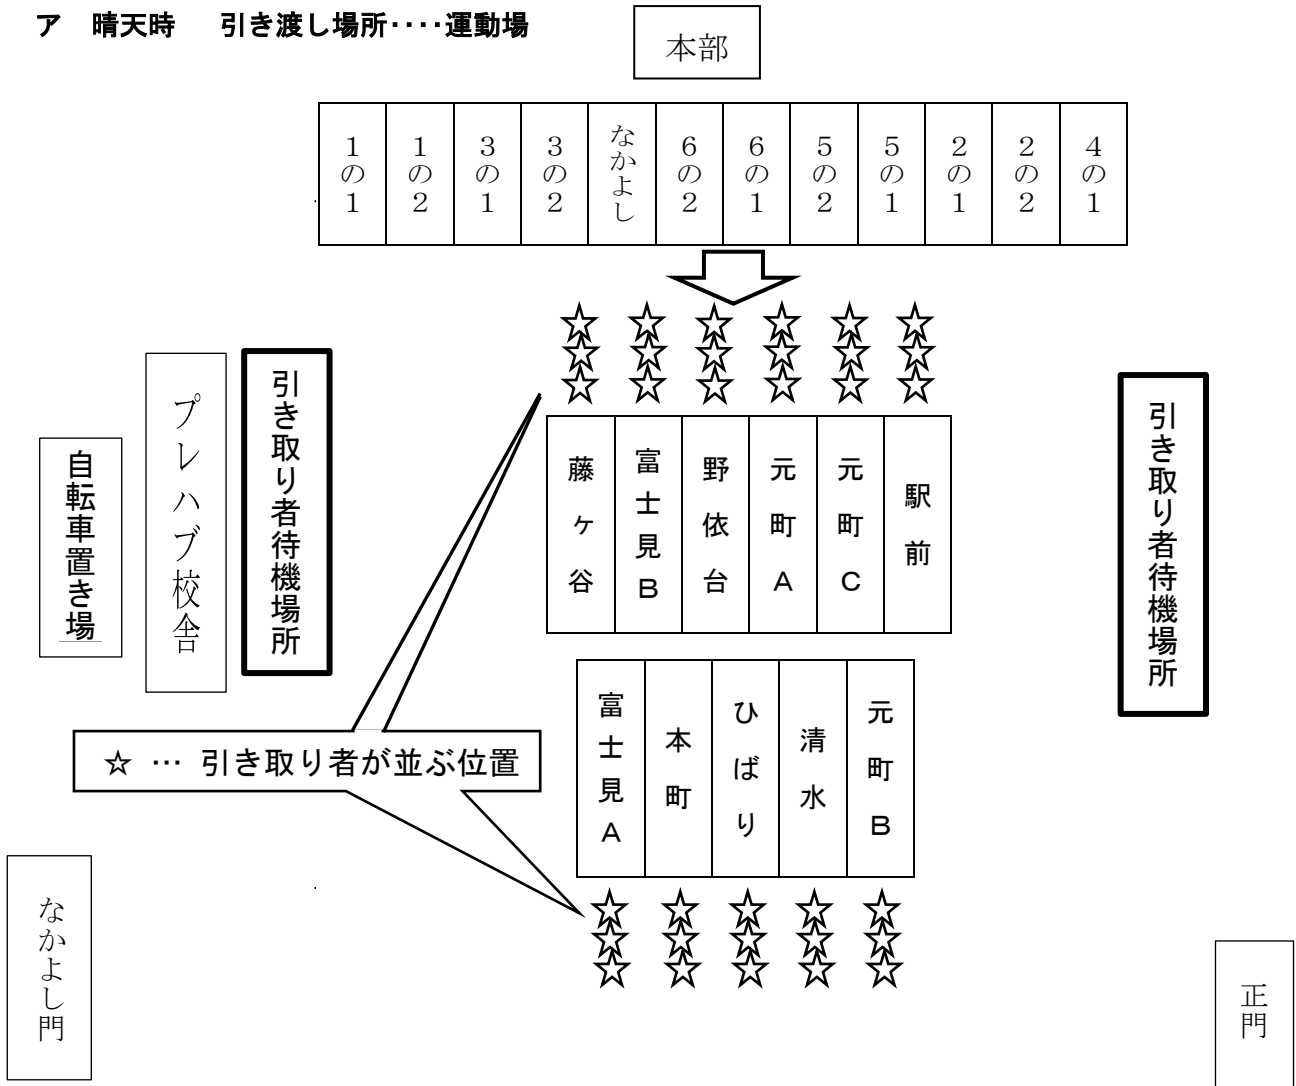 ア 晴天時 引き渡し場所‥‥運動場
本部
１の１
１の２
３の１
３の２
なかよし
６の２
６の１
５の２
５の１
２の１
２の２
４の１
自転車置き場
プレハブ校舎
引き取り者待機場所
藤ヶ谷
富士見Ｂ
野依台
元町Ａ
元町Ｃ
駅前
引き取り者待機場所
富士見Ａ
本町
ひばり
清水
元町Ｂ
☆ … 引き取り者が並ぶ位置
なかよし門
正門